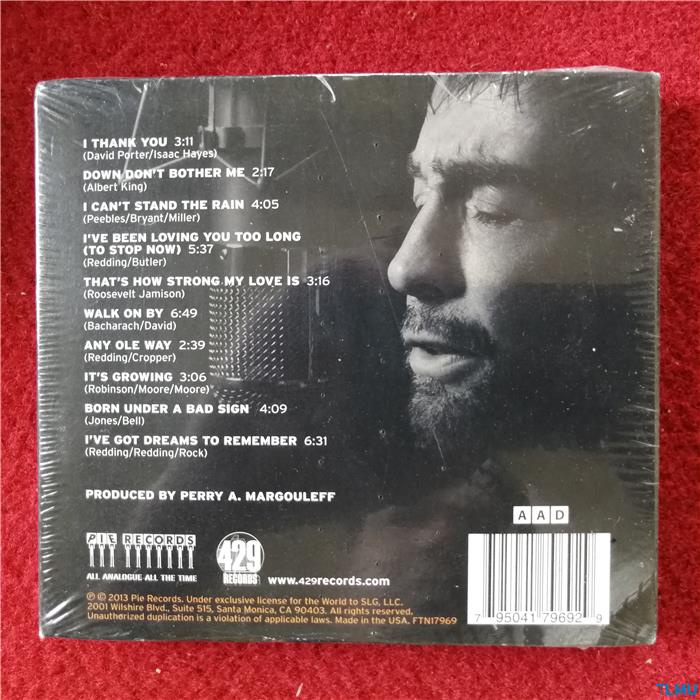 I THANK YOU 3:11
(David Porter/Isaac Hayes)
DOWN DON'T BOTHER ME 2:17
(Albert King)
I CAN'T STAND THE RAIN 4:05
(Peebles/Bryant/Miller)
I'VE BEEN LOVING YOU TOO LONG
(TO STOP NOW) 5:37
(Redding/Butler)
THAT'S HOW STRONG MY LOVE IS 3:16
(Roosevelt Jamison)
WALK ON BY 6:49
(Bacharach/David)
ANY OLE WAY 2:39
(Redding/Cropper)
IT'S GROWING 3:06
(Robinson/Moore/Moore)
BORN UNDER A BAD SIGN 4:09
(Jones/Bell)
I'VE GOT DREAMS TO REMEMBER 6:31
(Redding/Redding/Rock)
PRODUCED BY PERRY A. MARGOULEFF
AAD
PIE RECORDS
ALL ANALOGUE ALL THE TIME
429
RECORDS
www.429records.com
℗ © 2013 Pie Records. Under exclusive license for the World to SLG, LLC.
2001 Wilshire Blvd., Suite 515, Santa Monica, CA 90403. All rights reserved.
Unauthorized duplication is a violation of applicable laws. Made in the USA. FTN17969
7 95041 79692 9
TLMU